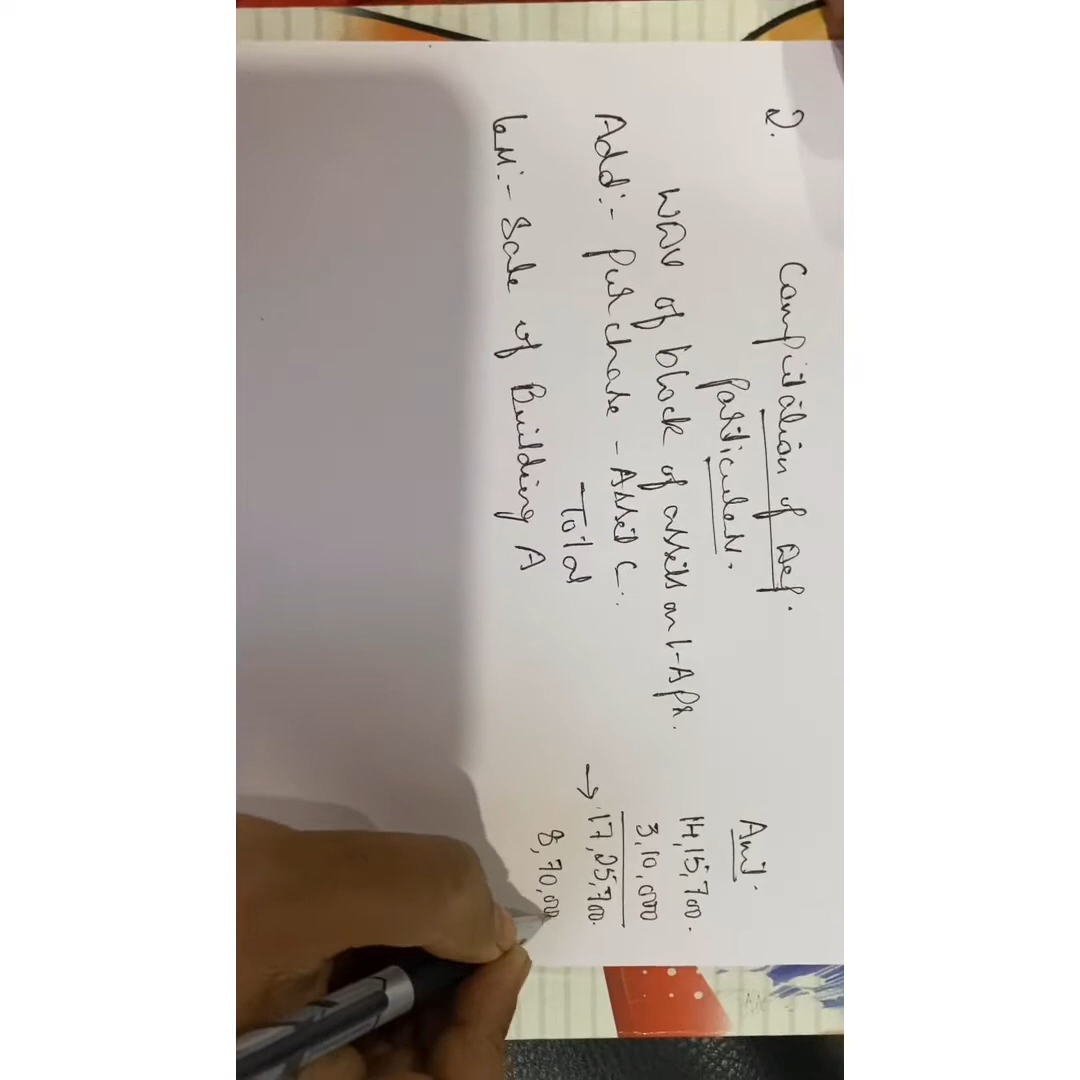 2. Computation of Dep.
Particulars. Amt.
WDV of block of assets on 1-Apr. 14,15,700.
Add:- Purchase - Asset C. 3,10,000
Total → 17,25,700.
Less:- Sale of Building A 8,70,000